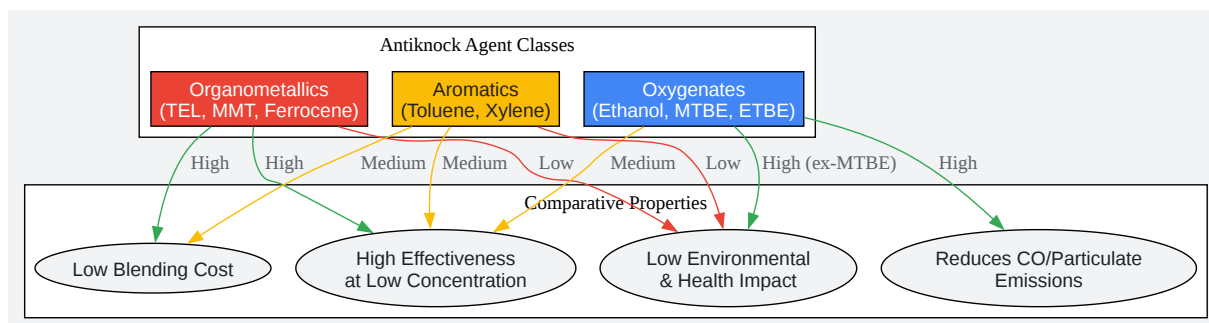 Antiknock Agent Classes
Organometallics
(TEL, MMT, Ferrocene)
Aromatics
(Toluene, Xylene)
Oxygenates
(Ethanol, MTBE, ETBE)
High
High
Medium
Medium
Low
Medium
Low
High (ex-MTBE)
High
Comparative Properties
Low Blending Cost
High Effectiveness
at Low Concentration
Low Environmental
& Health Impact
Reduces CO/Particulate
Emissions